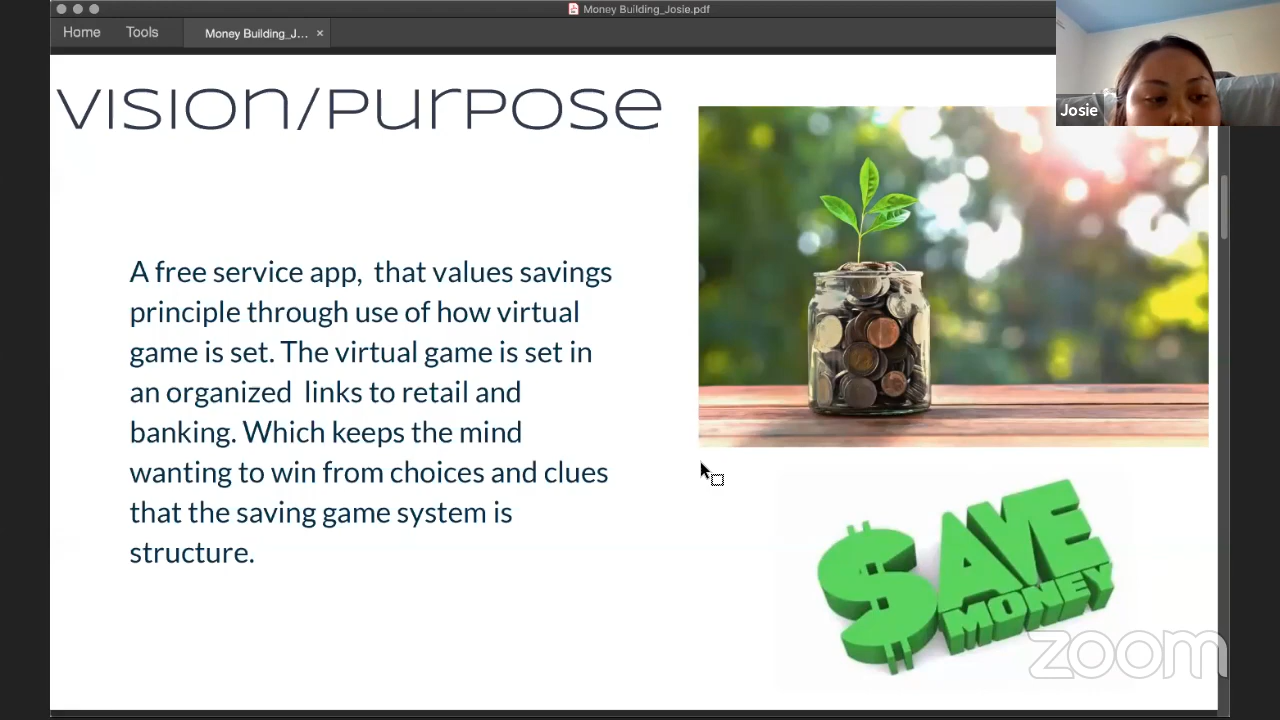 Money Building_Josie.pdf
Home
Tools
Money Building_J...
×
Josie
VISION/PURPOSE
A free service app,  that values savings
principle through use of how virtual
game is set. The virtual game is set in
an organized  links to retail and
banking. Which keeps the mind
wanting to win from choices and clues
that the saving game system is
structure.
$AVE
MONEY
zoom